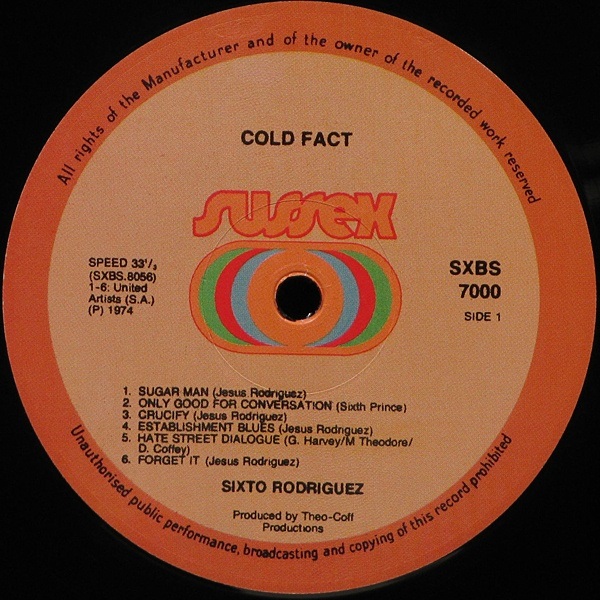 All rights of the Manufacturer and of the owner of the recorded work reserved
COLD FACT
sussex
SPEED 33⅓
(SXBS.8056)
1-6: United
Artists (S.A.)
(P) 1974
SXBS
7000
SIDE 1
1. SUGAR MAN (Jesus Rodriguez)
2. ONLY GOOD FOR CONVERSATION (Sixth Prince)
3. CRUCIFY (Jesus Rodriguez)
4. ESTABLISHMENT BLUES (Jesus Rodriguez)
5. HATE STREET DIALOGUE (G. Harvey/M Theodore/
D. Coffey)
6. FORGET IT (Jesus Rodriguez)
SIXTO RODRIGUEZ
Produced by Theo-Coff
Productions
Unauthorised public performance, broadcasting and copying of this record prohibited